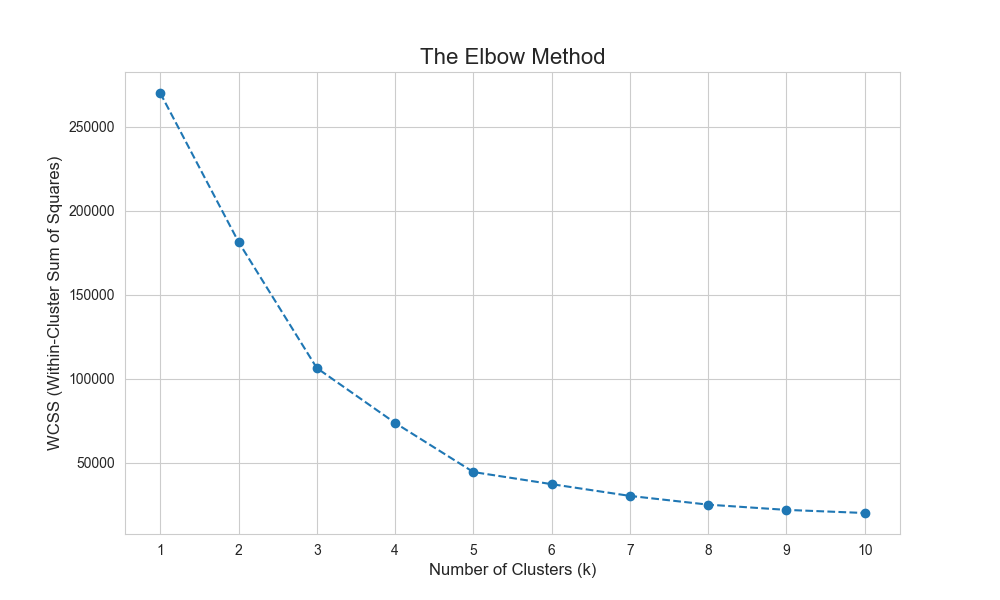 The Elbow Method
WCSS (Within-Cluster Sum of Squares)
250000
200000
150000
100000
50000
1 2 3 4 5 6 7 8 9 10
Number of Clusters (k)